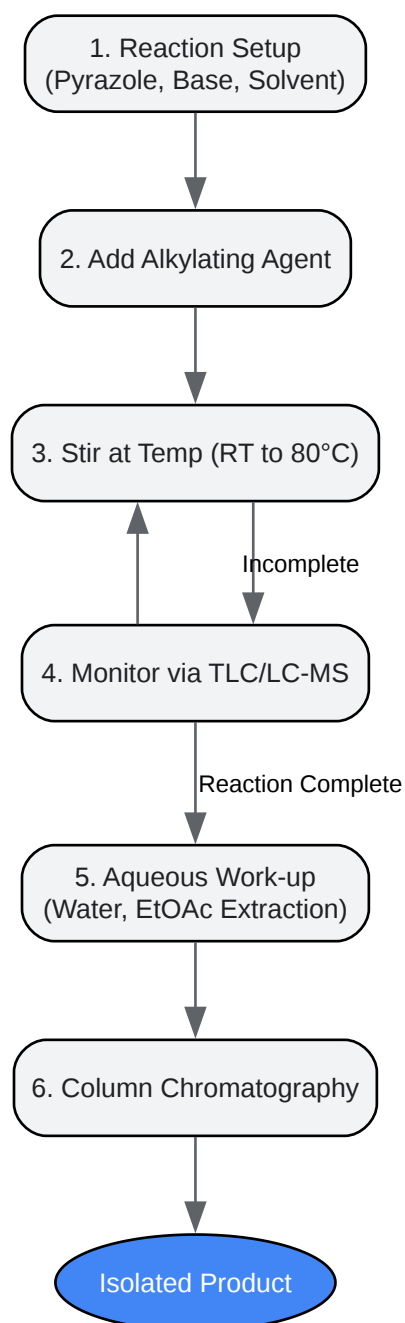 1. Reaction Setup
(Pyrazole, Base, Solvent)
2. Add Alkylating Agent
3. Stir at Temp (RT to 80°C)
Incomplete
4. Monitor via TLC/LC-MS
Reaction Complete
5. Aqueous Work-up
(Water, EtOAc Extraction)
6. Column Chromatography
Isolated Product